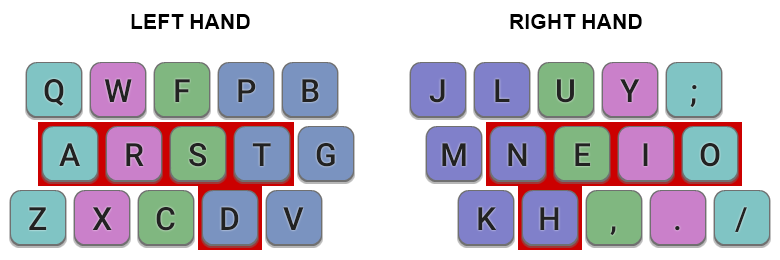 LEFT HAND RIGHT HAND
Q W F P B J L U Y ;
A R S T G M N E I O
Z X C D V K H , . /